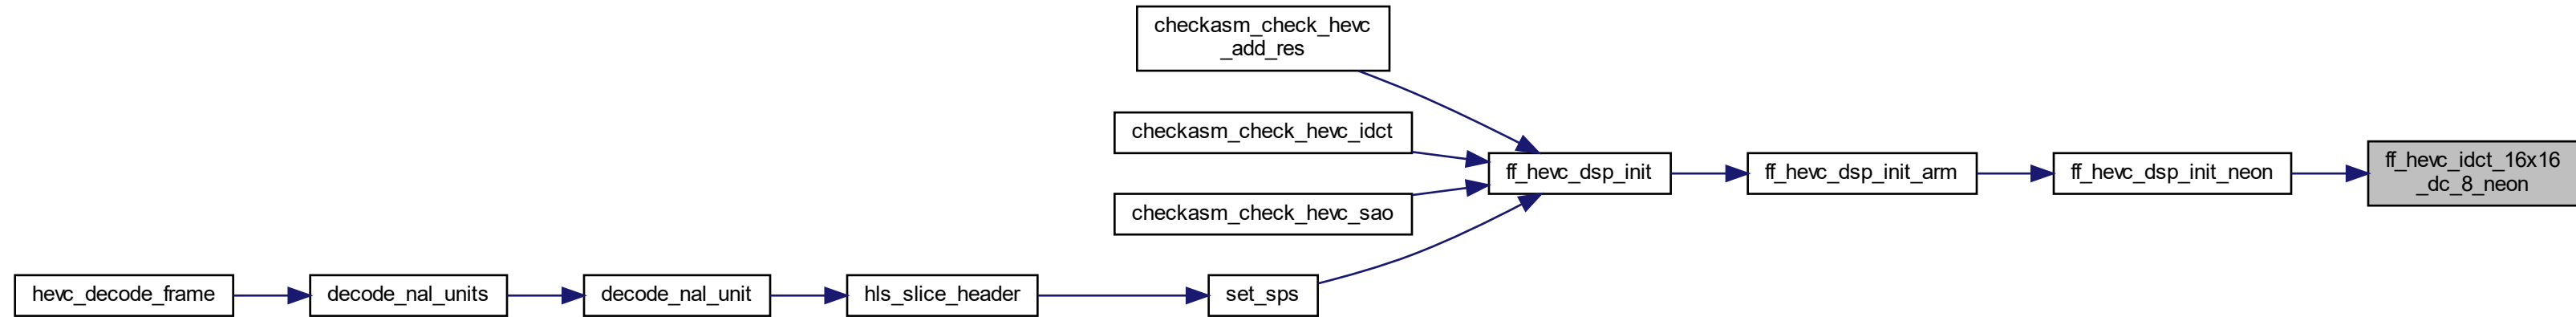 checkasm_check_hevc
_add_res
checkasm_check_hevc_idct
checkasm_check_hevc_sao
hevc_decode_frame
decode_nal_units
decode_nal_unit
hls_slice_header
set_sps
ff_hevc_dsp_init
ff_hevc_dsp_init_arm
ff_hevc_dsp_init_neon
ff_hevc_idct_16x16
_dc_8_neon